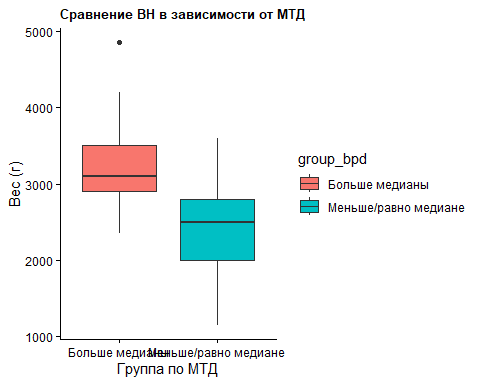 Сравнение ВН в зависимости от МТД
5000
4000
3000
2000
1000
Вес (г)
Больше медианы
Меньше/равно медиане
Группа по МТД
group_bpd
Больше медианы
Меньше/равно медиане